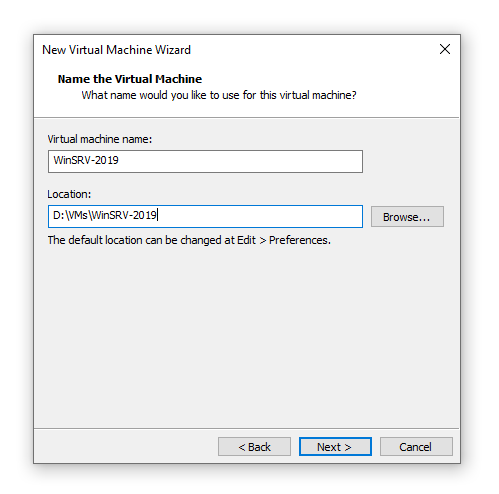 New Virtual Machine Wizard
Name the Virtual Machine
What name would you like to use for this virtual machine?
Virtual machine name:
WinSRV-2019
Location:
D:\VMs\WinSRV-2019
Browse...
The default location can be changed at Edit > Preferences.
< Back
Next >
Cancel